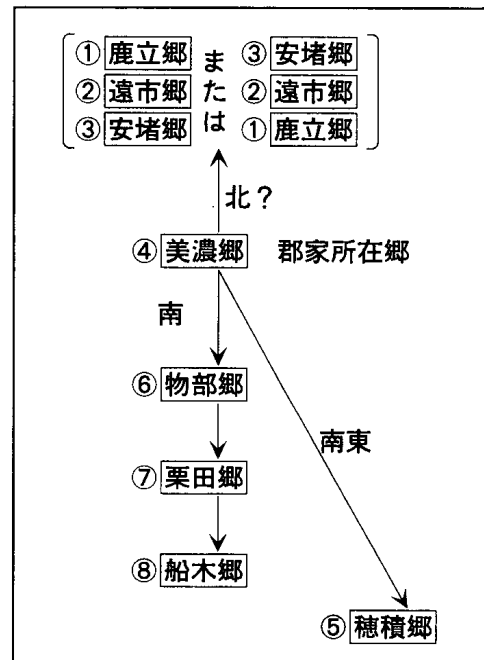 ①鹿立郷 または ③安堵郷
②遠市郷 ②遠市郷
③安堵郷 ①鹿立郷
北?
④美濃郷 郡家所在郷
南
⑥物部郷
南東
⑦栗田郷
⑧船木郷
⑤穂積郷